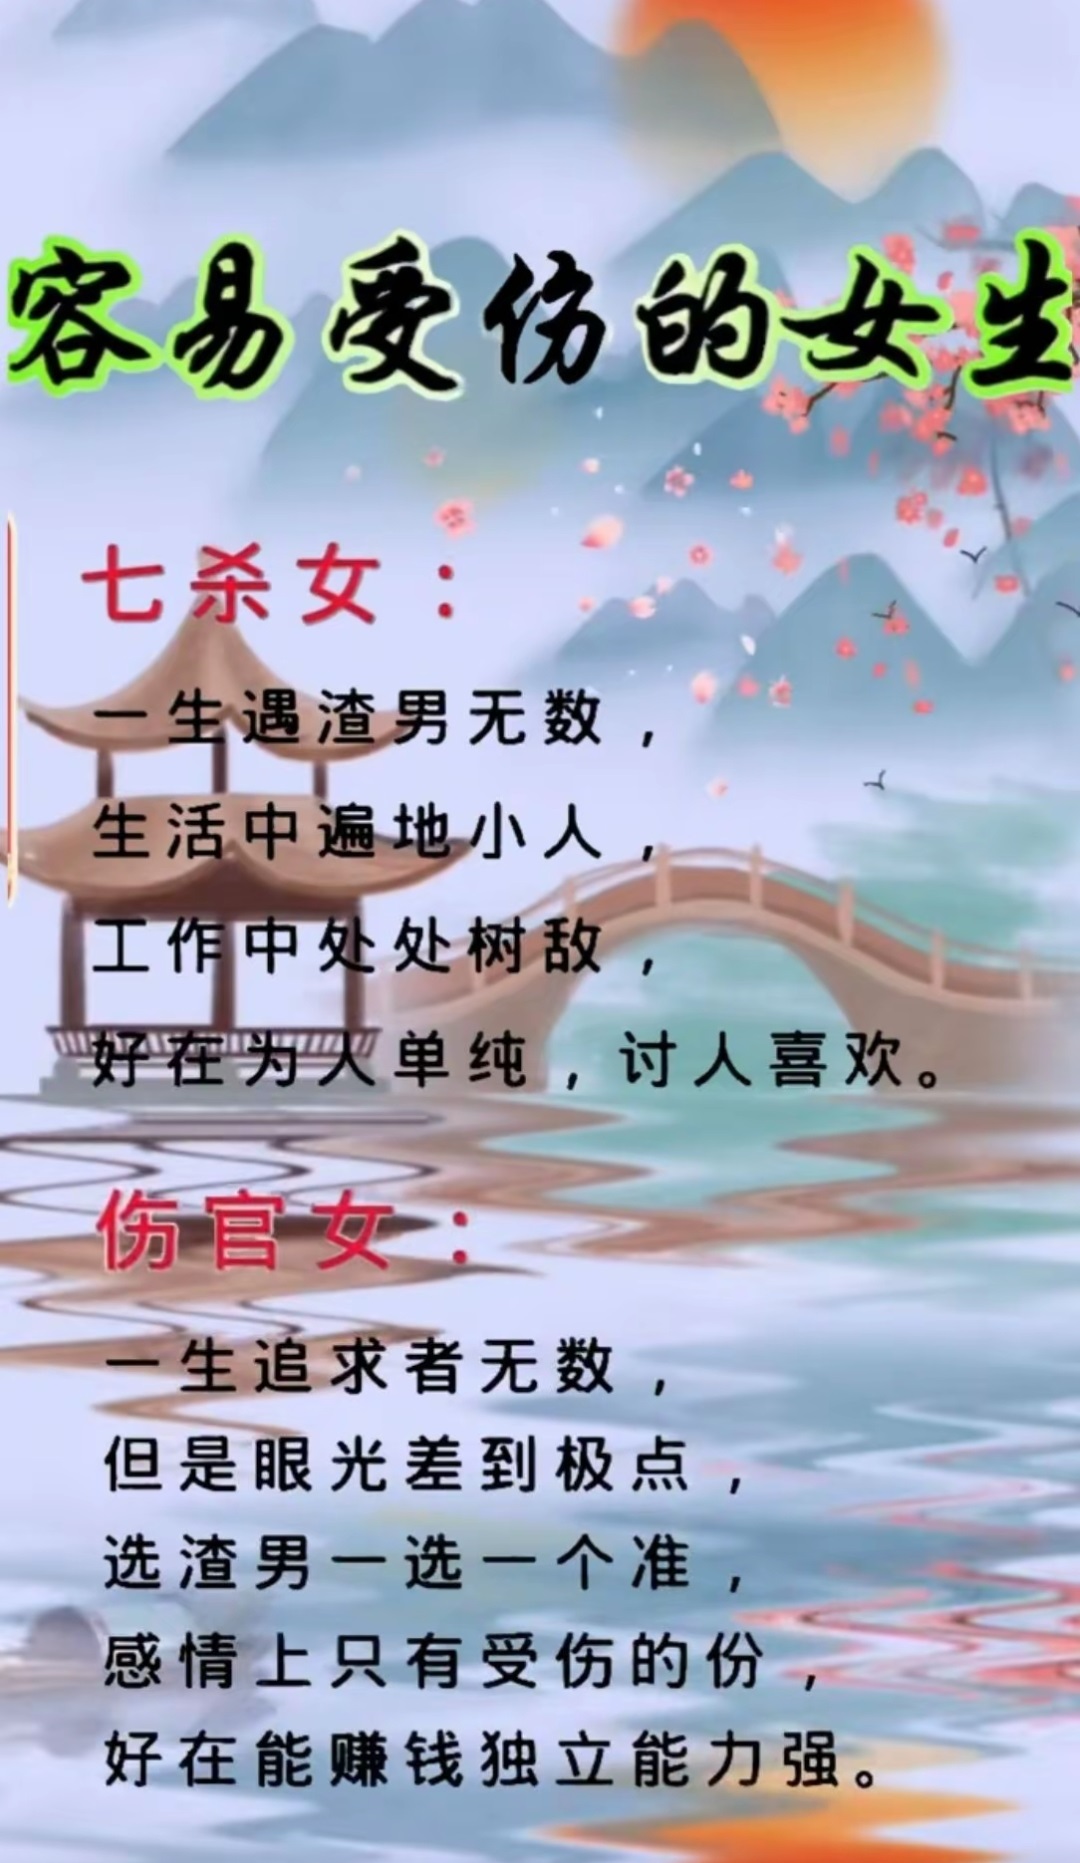 容易受伤的女生
七杀女：
一生遇渣男无数，
生活中遍地小人，
工作中处处树敌，
好在为人单纯，讨人喜欢。
伤官女：
一生追求者无数，
但是眼光差到极点，
选渣男一选一个准，
感情上只有受伤的份，
好在能赚钱独立能力强。